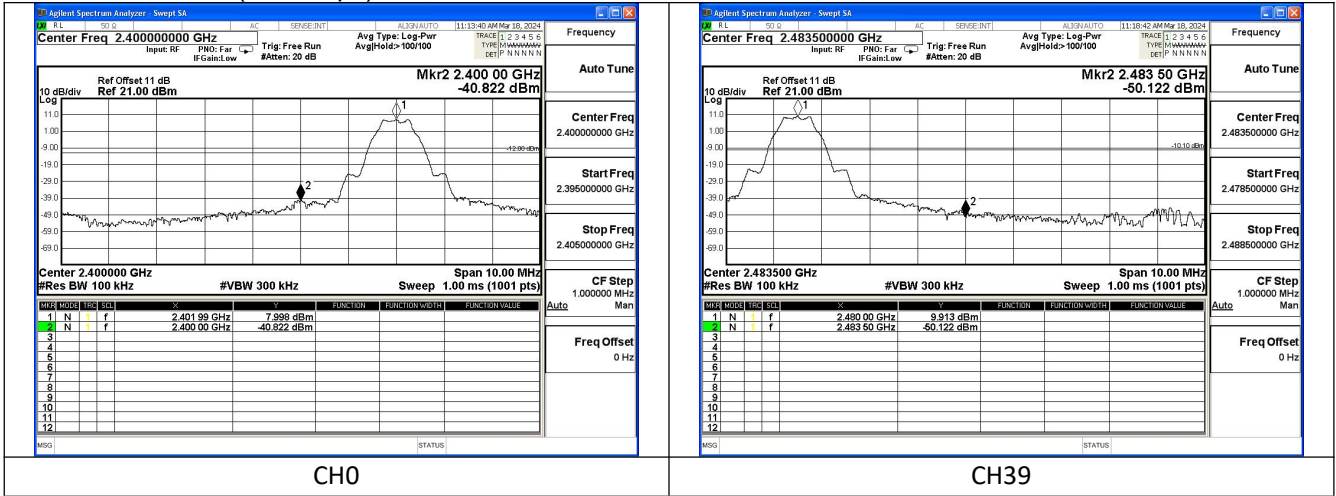 Agilent Spectrum Analyzer - Swept SA
RL 50 Ω AC SENSE:INT ALIGN AUTO 11:13:40 AM Mar 18, 2024
Center Freq 2.400000000 GHz
Input: RF PNO: Far IFGain:Low
Trig: Free Run
#Atten: 20 dB
Avg Type: Log-Pwr
Avg|Hold:>100/100
TRACE 1 2 3 4 5 6
TYPE M
DET P N N N N N
Frequency
Auto Tune
Ref Offset 11 dB
10 dB/div Ref 21.00 dBm
Log
Mkr2 2.400 00 GHz
-40.822 dBm
11.0
1.00
-9.00
-19.0
-29.0
-39.0
-49.0
-59.0
-69.0
1
2
-12.00 dBm
Center Freq
2.400000000 GHz
Start Freq
2.395000000 GHz
Stop Freq
2.405000000 GHz
CF Step
1.000000 MHz
Auto Man
Freq Offset
0 Hz
Center 2.400000 GHz Span 10.00 MHz
#Res BW 100 kHz #VBW 300 kHz Sweep 1.00 ms (1001 pts)
MKR MODE TRC SCL X Y FUNCTION FUNCTION WIDTH FUNCTION VALUE
1 N 1 f 2.401 99 GHz 7.998 dBm
2 N 1 f 2.400 00 GHz -40.822 dBm
3
4
5
6
7
8
9
10
11
12
MSG STATUS
CH0
Agilent Spectrum Analyzer - Swept SA
RL 50 Ω AC SENSE:INT ALIGN AUTO 11:18:42 AM Mar 18, 2024
Center Freq 2.483500000 GHz
Input: RF PNO: Far IFGain:Low
Trig: Free Run
#Atten: 20 dB
Avg Type: Log-Pwr
Avg|Hold:>100/100
TRACE 1 2 3 4 5 6
TYPE M
DET P N N N N N
Frequency
Auto Tune
Ref Offset 11 dB
10 dB/div Ref 21.00 dBm
Log
Mkr2 2.483 50 GHz
-50.122 dBm
11.0
1.00
-9.00
-19.0
-29.0
-39.0
-49.0
-59.0
-69.0
1
2
-10.10 dBm
Center Freq
2.483500000 GHz
Start Freq
2.478500000 GHz
Stop Freq
2.488500000 GHz
CF Step
1.000000 MHz
Auto Man
Freq Offset
0 Hz
Center 2.483500 GHz Span 10.00 MHz
#Res BW 100 kHz #VBW 300 kHz Sweep 1.00 ms (1001 pts)
MKR MODE TRC SCL X Y FUNCTION FUNCTION WIDTH FUNCTION VALUE
1 N 1 f 2.480 00 GHz 9.913 dBm
2 N 1 f 2.483 50 GHz -50.122 dBm
3
4
5
6
7
8
9
10
11
12
MSG STATUS
CH39